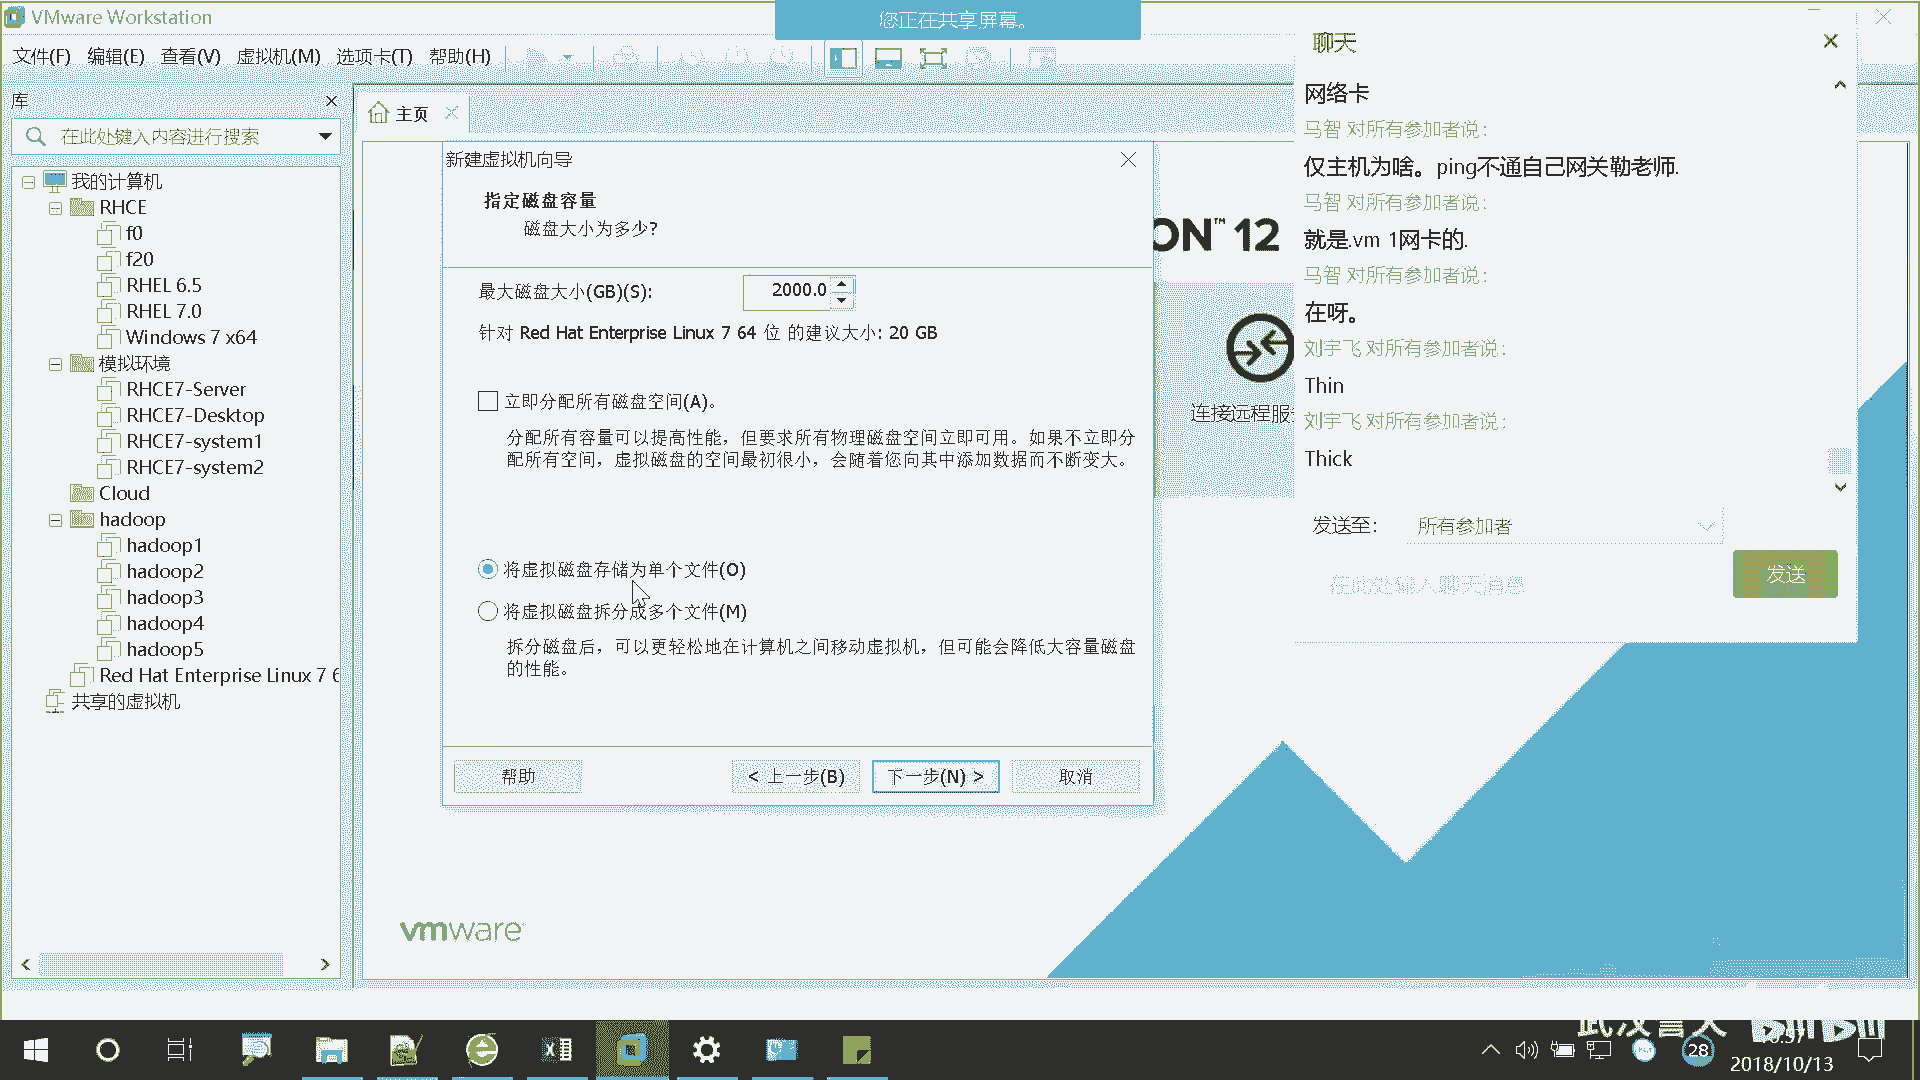 VMware Workstation
您正在共享屏幕。
文件(F) 编辑(E) 查看(V) 虚拟机(M) 选项卡(T) 帮助(H)
库
在此处键入内容进行搜索
我的计算机
RHCE
f0
f20
RHEL 6.5
RHEL 7.0
Windows 7 x64
模拟环境
RHCE7-Server
RHCE7-Desktop
RHCE7-system1
RHCE7-system2
Cloud
hadoop
hadoop1
hadoop2
hadoop3
hadoop4
hadoop5
Red Hat Enterprise Linux 7 6
共享的虚拟机
主页
新建虚拟机向导
指定磁盘容量
磁盘大小为多少?
最大磁盘大小(GB)(S): 2000.0
针对 Red Hat Enterprise Linux 7 64 位 的建议大小: 20 GB
立即分配所有磁盘空间(A)。
分配所有容量可以提高性能，但要求所有物理磁盘空间立即可用。如果不立即分
配所有空间，虚拟磁盘的空间最初很小，会随着您向其中添加数据而不断变大。
将虚拟磁盘存储为单个文件(O)
将虚拟磁盘拆分成多个文件(M)
拆分磁盘后，可以更轻松地在计算机之间移动虚拟机，但可能会降低大容量磁盘
的性能。
帮助
< 上一步(B)
下一步(N) >
取消
ON™ 12
连接远程服
vmware
聊天
网络卡
马智 对所有参加者说:
仅主机为啥。ping不通自己网关勒老师.
马智 对所有参加者说:
就是.vm 1网卡的.
马智 对所有参加者说:
在呀。
刘宇飞 对所有参加者说:
Thin
刘宇飞 对所有参加者说:
Thick
发送至: 所有参加者
在此处输入聊天消息
发送
28
2018/10/13